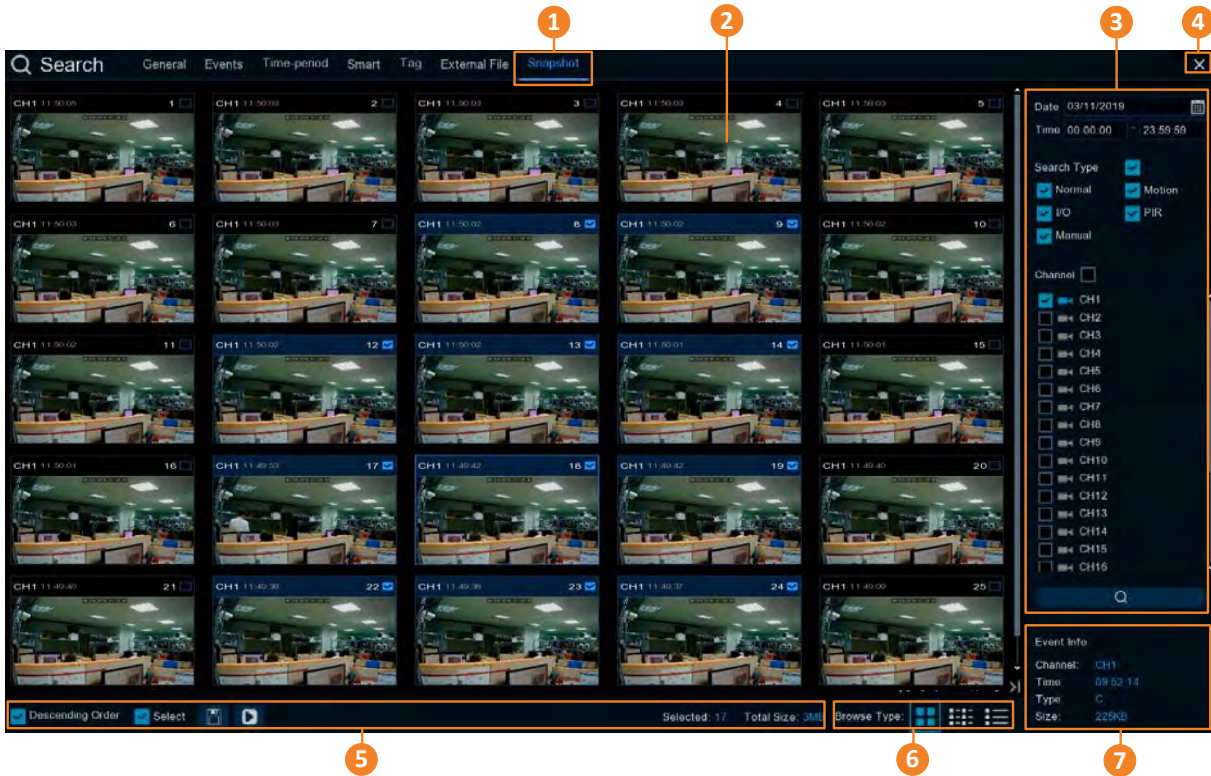 1 2 3 4
Search General Events Time-period Smart Tag External File Snapshot
CH1 11:50:05 1 CH1 11:50:03 2 CH1 11:50:03 3 CH1 11:50:03 4 CH1 11:50:03 5
CH1 11:50:03 6 CH1 11:50:03 7 CH1 11:50:02 8 CH1 11:50:02 9 CH1 11:50:02 10
CH1 11:50:02 11 CH1 11:50:02 12 CH1 11:50:02 13 CH1 11:50:01 14 CH1 11:50:01 15
CH1 11:50:01 16 CH1 11:49:53 17 CH1 11:49:42 18 CH1 11:49:42 19 CH1 11:49:40 20
CH1 11:49:40 21 CH1 11:49:38 22 CH1 11:49:38 23 CH1 11:49:37 24 CH1 11:49:09 25
Date 03/11/2019
Time 00:00:00 - 23:59:59
Search Type
Normal Motion
I/O PIR
Manual
Channel
CH1
CH2
CH3
CH4
CH5
CH6
CH7
CH8
CH9
CH10
CH11
CH12
CH13
CH14
CH15
CH16
Event Info
Channel: CH1
Time 09:52:14
Type C
Size: 225KB
Descending Order Select Selected: 17 Total Size: 3MB Browse Type:
5 6 7